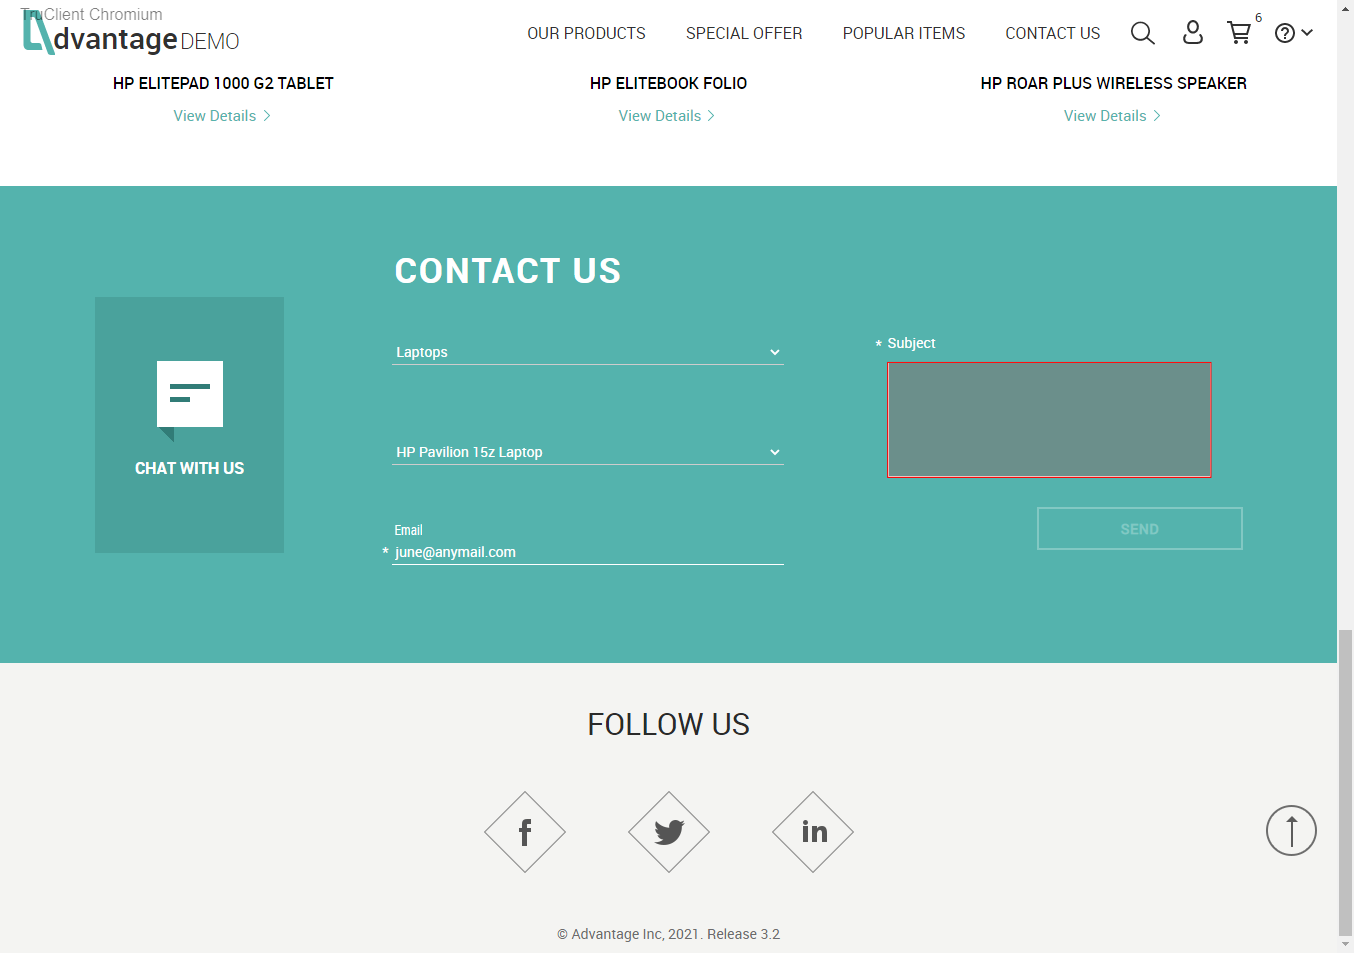 TruClient Chromium
dvantage DEMO
OUR PRODUCTS
SPECIAL OFFER
POPULAR ITEMS
CONTACT US
6
HP ELITEPAD 1000 G2 TABLET
HP ELITEBOOK FOLIO
HP ROAR PLUS WIRELESS SPEAKER
View Details
View Details
View Details
CONTACT US
CHAT WITH US
Laptops
HP Pavilion 15z Laptop
Email
* june@anymail.com
* Subject
SEND
FOLLOW US
f
in
© Advantage Inc, 2021. Release 3.2